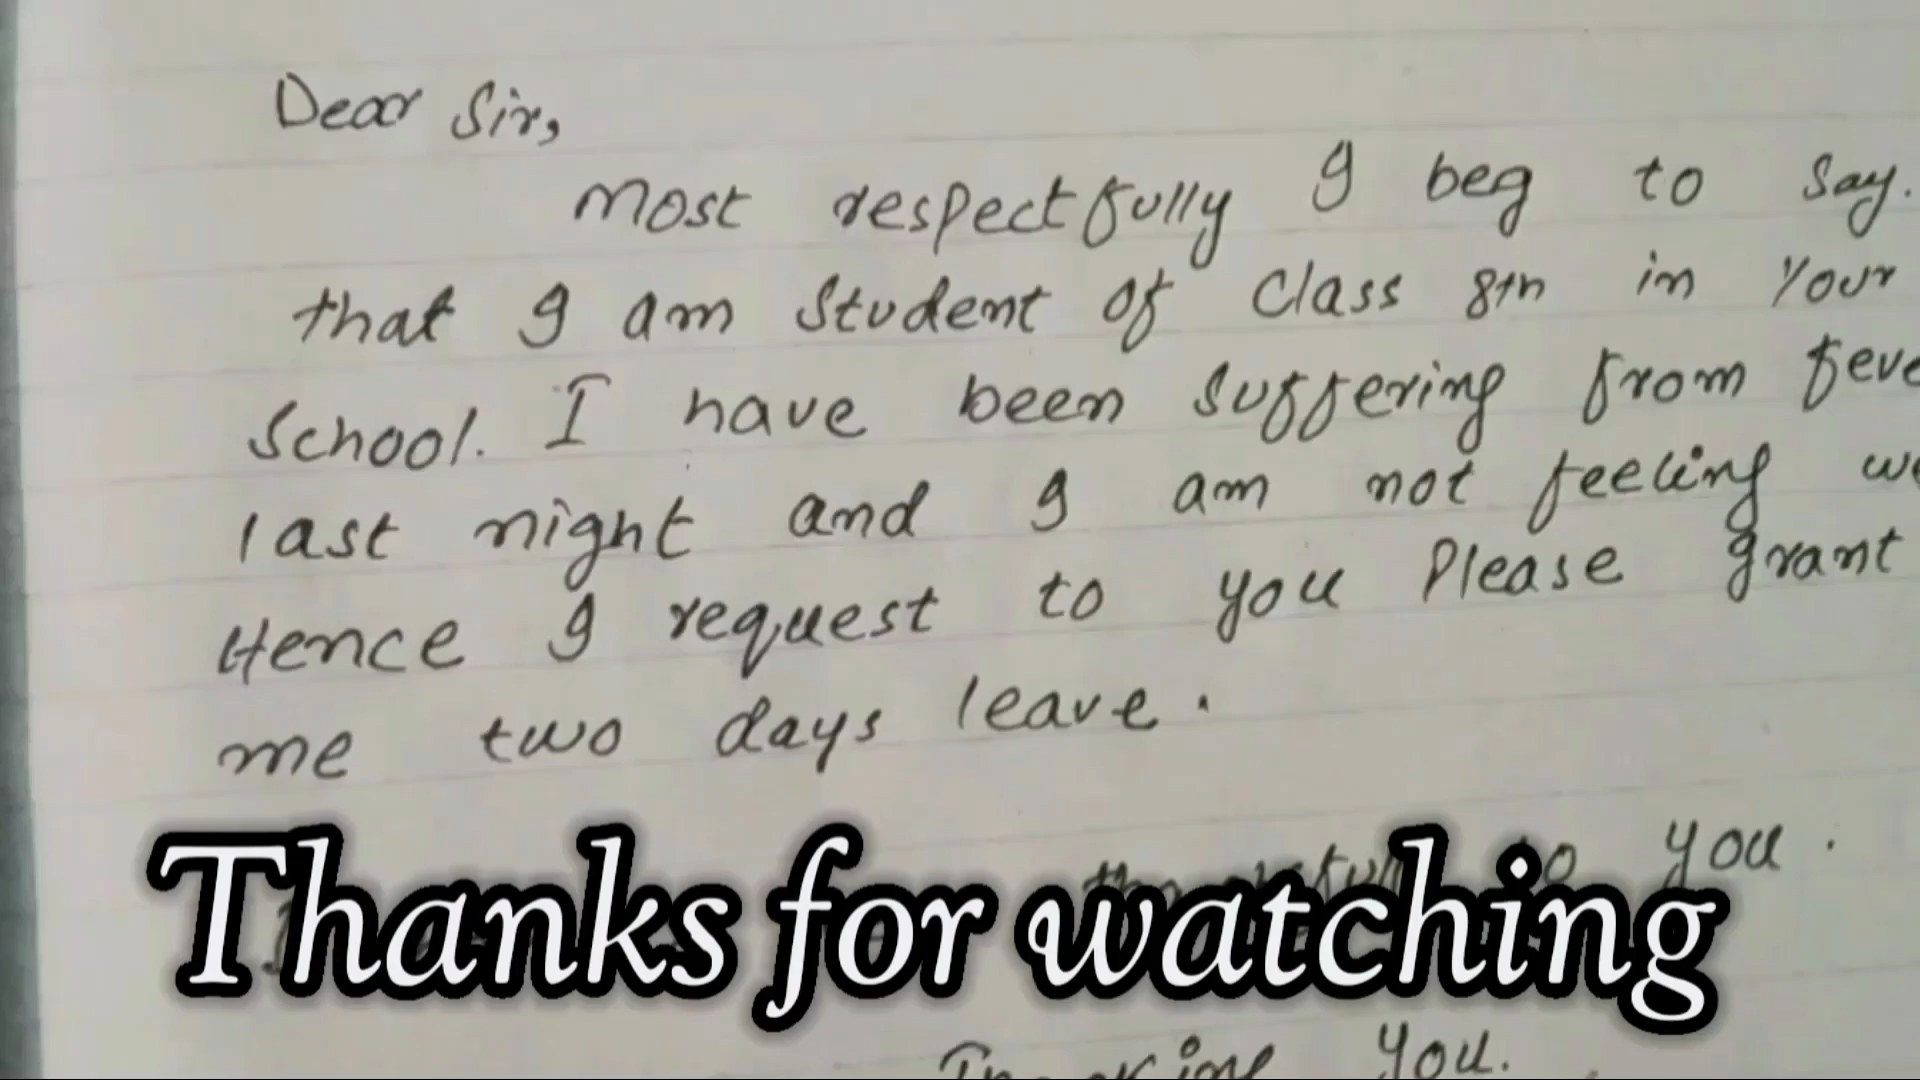 Dear Sir,
Most respectfully I beg to say.
that I am Student of Class 8th in Your
School. I have been suffering from
last night and I am not feeling
Hence I request to you Please grant
me two days leave.
to you.
Thanks for watching
You.